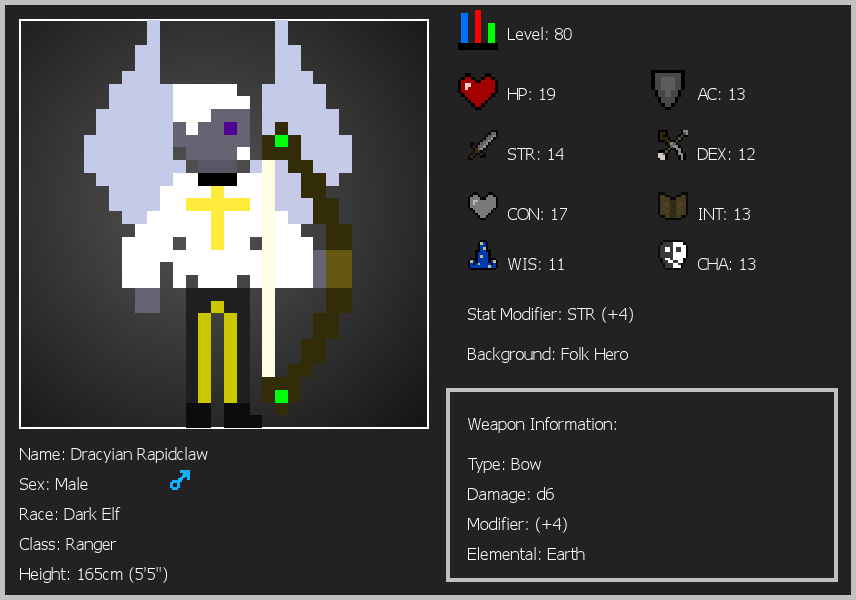 Level: 80
HP: 19
AC: 13
STR: 14
DEX: 12
CON: 17
INT: 13
WIS: 11
CHA: 13
Stat Modifier: STR (+4)
Background: Folk Hero
Weapon Information:
Type: Bow
Damage: d6
Modifier: (+4)
Elemental: Earth
Name: Dracyian Rapidclaw
Sex: Male
Race: Dark Elf
Class: Ranger
Height: 165cm (5'5")